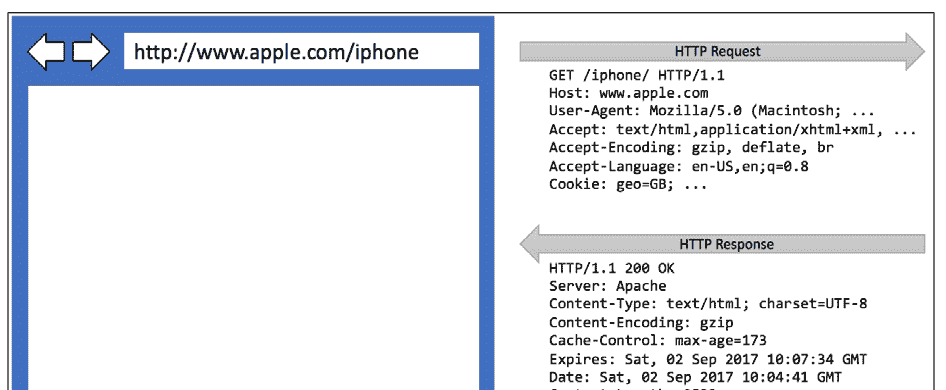 http://www.apple.com/iphone
HTTP Request
GET /iphone/ HTTP/1.1
Host: www.apple.com
User-Agent: Mozilla/5.0 (Macintosh; ...
Accept: text/html,application/xhtml+xml, ...
Accept-Encoding: gzip, deflate, br
Accept-Language: en-US,en;q=0.8
Cookie: geo=GB; ...
HTTP Response
HTTP/1.1 200 OK
Server: Apache
Content-Type: text/html; charset=UTF-8
Content-Encoding: gzip
Cache-Control: max-age=173
Expires: Sat, 02 Sep 2017 10:07:34 GMT
Date: Sat, 02 Sep 2017 10:04:41 GMT